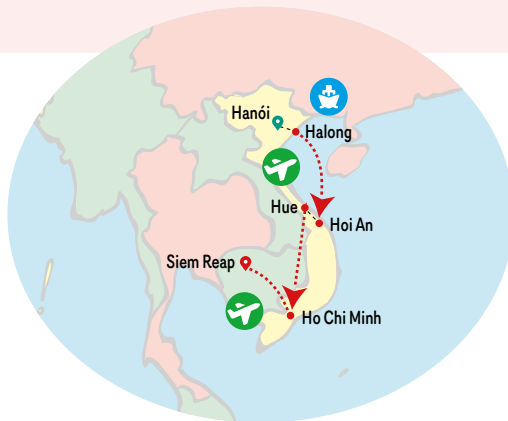 Hanói
Halong
Hue
Hoi An
Siem Reap
Ho Chi Minh